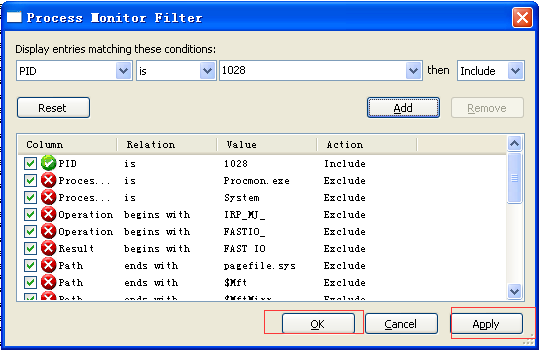 Process Monitor Filter
Display entries matching these conditions:
PID is 1028 then Include
Reset Add Remove
Column Relation Value Action
PID is 1028 Include
Proces... is Procmon.exe Exclude
Proces... is System Exclude
Operation begins with IRP_MJ_ Exclude
Operation begins with FASTIO_ Exclude
Result begins with FAST IO Exclude
Path ends with pagefile.sys Exclude
Path ends with $Mft Exclude
Path ends with Exclude
OK Cancel Apply